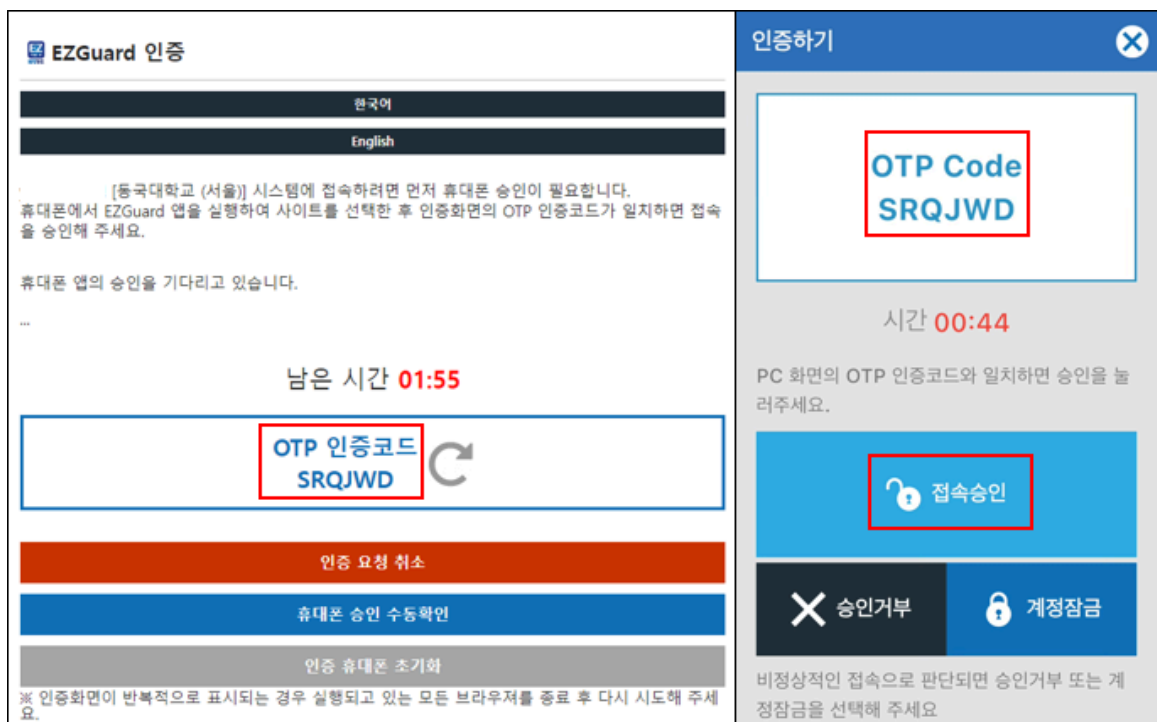 EZGuard 인증
한국어
English
[동국대학교 (서울)] 시스템에 접속하려면 먼저 휴대폰 승인이 필요합니다.
휴대폰에서 EZGuard 앱을 실행하여 사이트를 선택한 후 인증화면의 OTP 인증코드가 일치하면 접속
을 승인해 주세요.
휴대폰 앱의 승인을 기다리고 있습니다.
...
남은 시간 01:55
OTP 인증코드
SRQJWD
인증 요청 취소
휴대폰 승인 수동확인
인증 휴대폰 초기화
※ 인증화면이 반복적으로 표시되는 경우 실행되고 있는 모든 브라우져를 종료 후 다시 시도해 주세
요.
인증하기
OTP Code
SRQJWD
시간 00:44
PC 화면의 OTP 인증코드와 일치하면 승인을 눌
러주세요.
접속승인
승인거부
계정잠금
비정상적인 접속으로 판단되면 승인거부 또는 계
정잠금을 선택해 주세요